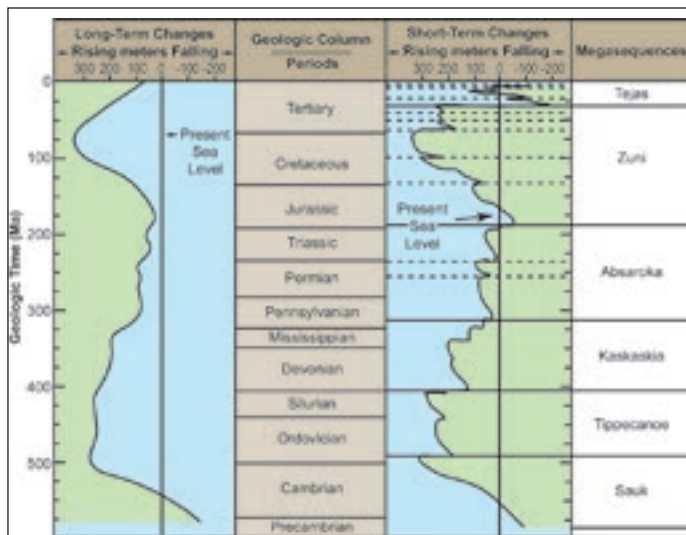 Long-Term Changes
Rising meters Falling
300 200 100 0 -100 -200
Geologic Column
Periods
Short-Term Changes
Rising meters Falling
300 200 100 0 -100 -200
Megasequences
Geologic Time (Ma)
0
100
200
300
400
500
Present
Sea
Level
Tertiary
Cretaceous
Jurassic
Triassic
Permian
Pennsylvanian
Mississippian
Devonian
Silurian
Ordovician
Cambrian
Precambrian
Present
Sea
Level
Tejas
Zuni
Absaroka
Kaskaskia
Tippecanoe
Sauk